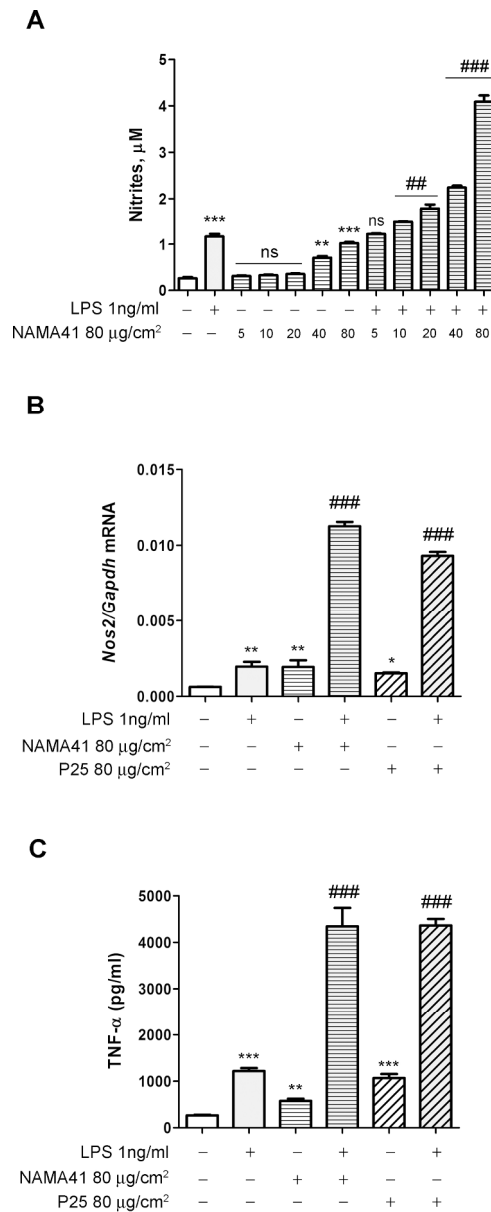 A
###
5
4
3
2
1
0
Nitrites, μM
***
ns
**
***
ns
##
LPS 1ng/ml – + – – – – – + + + + +
NAMA41 80 μg/cm² – – 5 10 20 40 80 5 10 20 40 80
B
0.015
0.010
0.005
0.000
Nos2/Gapdh mRNA
**
**
###
*
###
LPS 1ng/ml – + – + – +
NAMA41 80 μg/cm² – – + + – –
P25 80 μg/cm² – – – – + +
C
5000
4000
3000
2000
1000
0
TNF-α (pg/ml)
***
**
###
***
###
LPS 1ng/ml – + – + – +
NAMA41 80 μg/cm² – – + + – –
P25 80 μg/cm² – – – – + +